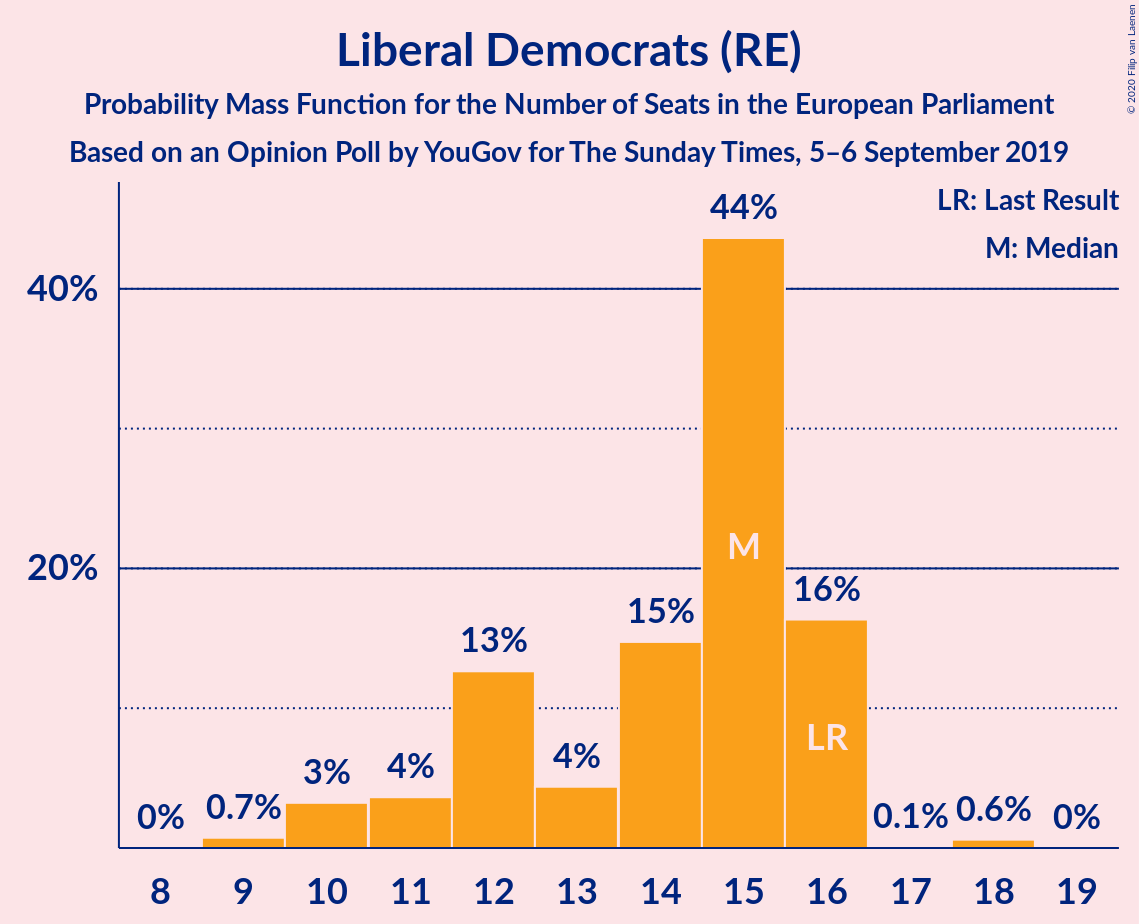 Liberal Democrats (RE)
Probability Mass Function for the Number of Seats in the European Parliament
Based on an Opinion Poll by YouGov for The Sunday Times, 5–6 September 2019
© 2020 Filip van Laenen
LR: Last Result
M: Median
40%
20%
0%
0.7%
3%
4%
13%
4%
15%
44%
16%
0.1%
0.6%
0%
M
LR
8 9 10 11 12 13 14 15 16 17 18 19